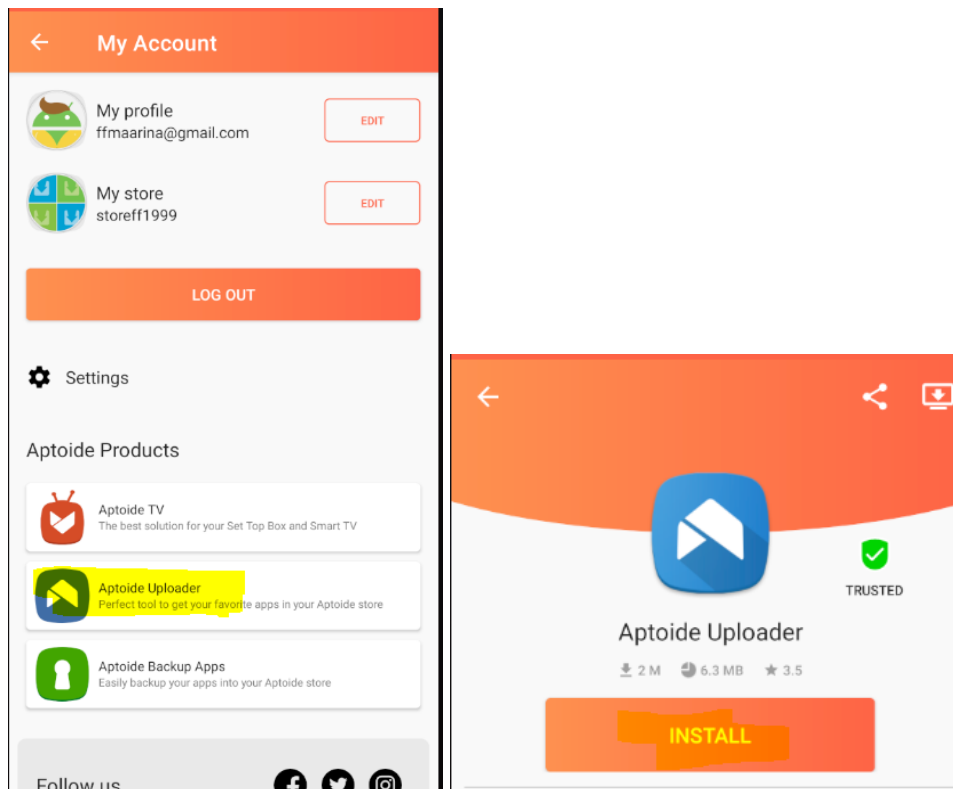 My Account
My profile
ffmaarina@gmail.com
EDIT
My store
storeff1999
EDIT
LOG OUT
Settings
Aptoide Products
Aptoide TV
The best solution for your Set Top Box and Smart TV
Aptoide Uploader
Perfect tool to get your favorite apps in your Aptoide store
Aptoide Backup Apps
Easily backup your apps into your Aptoide store
Follow us
TRUSTED
Aptoide Uploader
2 M 6.3 MB 3.5
INSTALL